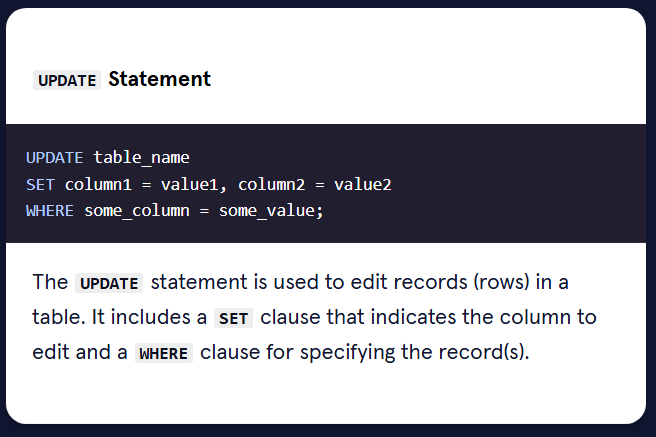 UPDATE Statement
UPDATE table_name
SET column1 = value1, column2 = value2
WHERE some_column = some_value;
The UPDATE statement is used to edit records (rows) in a
table. It includes a SET clause that indicates the column to
edit and a WHERE clause for specifying the record(s).